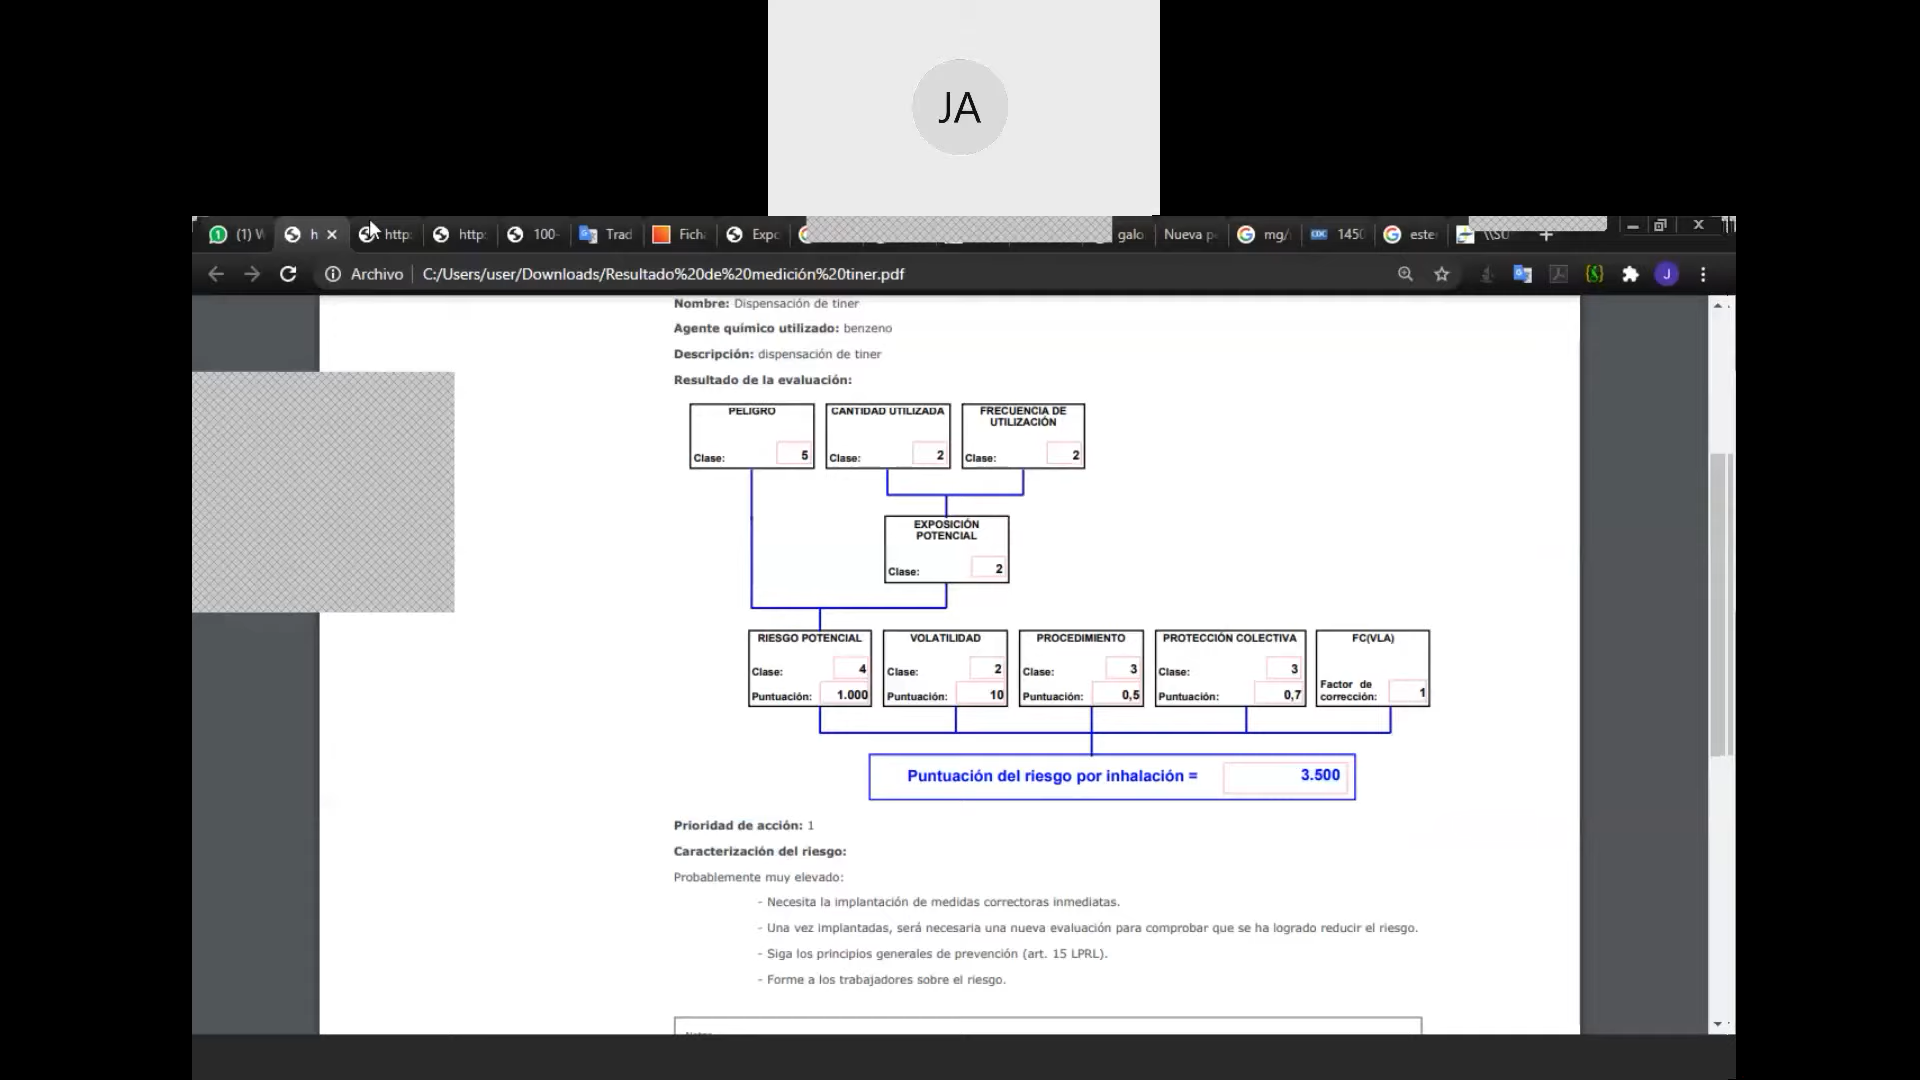 JA
(1) W
h
http:
http:
100-
Trad
Fich
Expo
galo
Nueva p
mg/
CDC
1450
este
Archivo
C:/Users/user/Downloads/Resultado%20de%20medición%20tiner.pdf
J
Nombre: Dispensación de tiner
Agente químico utilizado: benzeno
Descripción: dispensación de tiner
Resultado de la evaluación:
PELIGRO
Clase: 5
CANTIDAD UTILIZADA
Clase: 2
FRECUENCIA DE
UTILIZACIÓN
Clase: 2
EXPOSICIÓN
POTENCIAL
Clase: 2
RIESGO POTENCIAL
Clase: 4
Puntuación: 1.000
VOLATILIDAD
Clase: 2
Puntuación: 10
PROCEDIMIENTO
Clase: 3
Puntuación: 0,5
PROTECCIÓN COLECTIVA
Clase: 3
Puntuación: 0,7
FC(VLA)
Factor de
corrección: 1
Puntuación del riesgo por inhalación = 3.500
Prioridad de acción: 1
Caracterización del riesgo:
Probablemente muy elevado:
- Necesita la implantación de medidas correctoras inmediatas.
- Una vez implantadas, será necesaria una nueva evaluación para comprobar que se ha logrado reducir el riesgo.
- Siga los principios generales de prevención (art. 15 LPRL).
- Forme a los trabajadores sobre el riesgo.